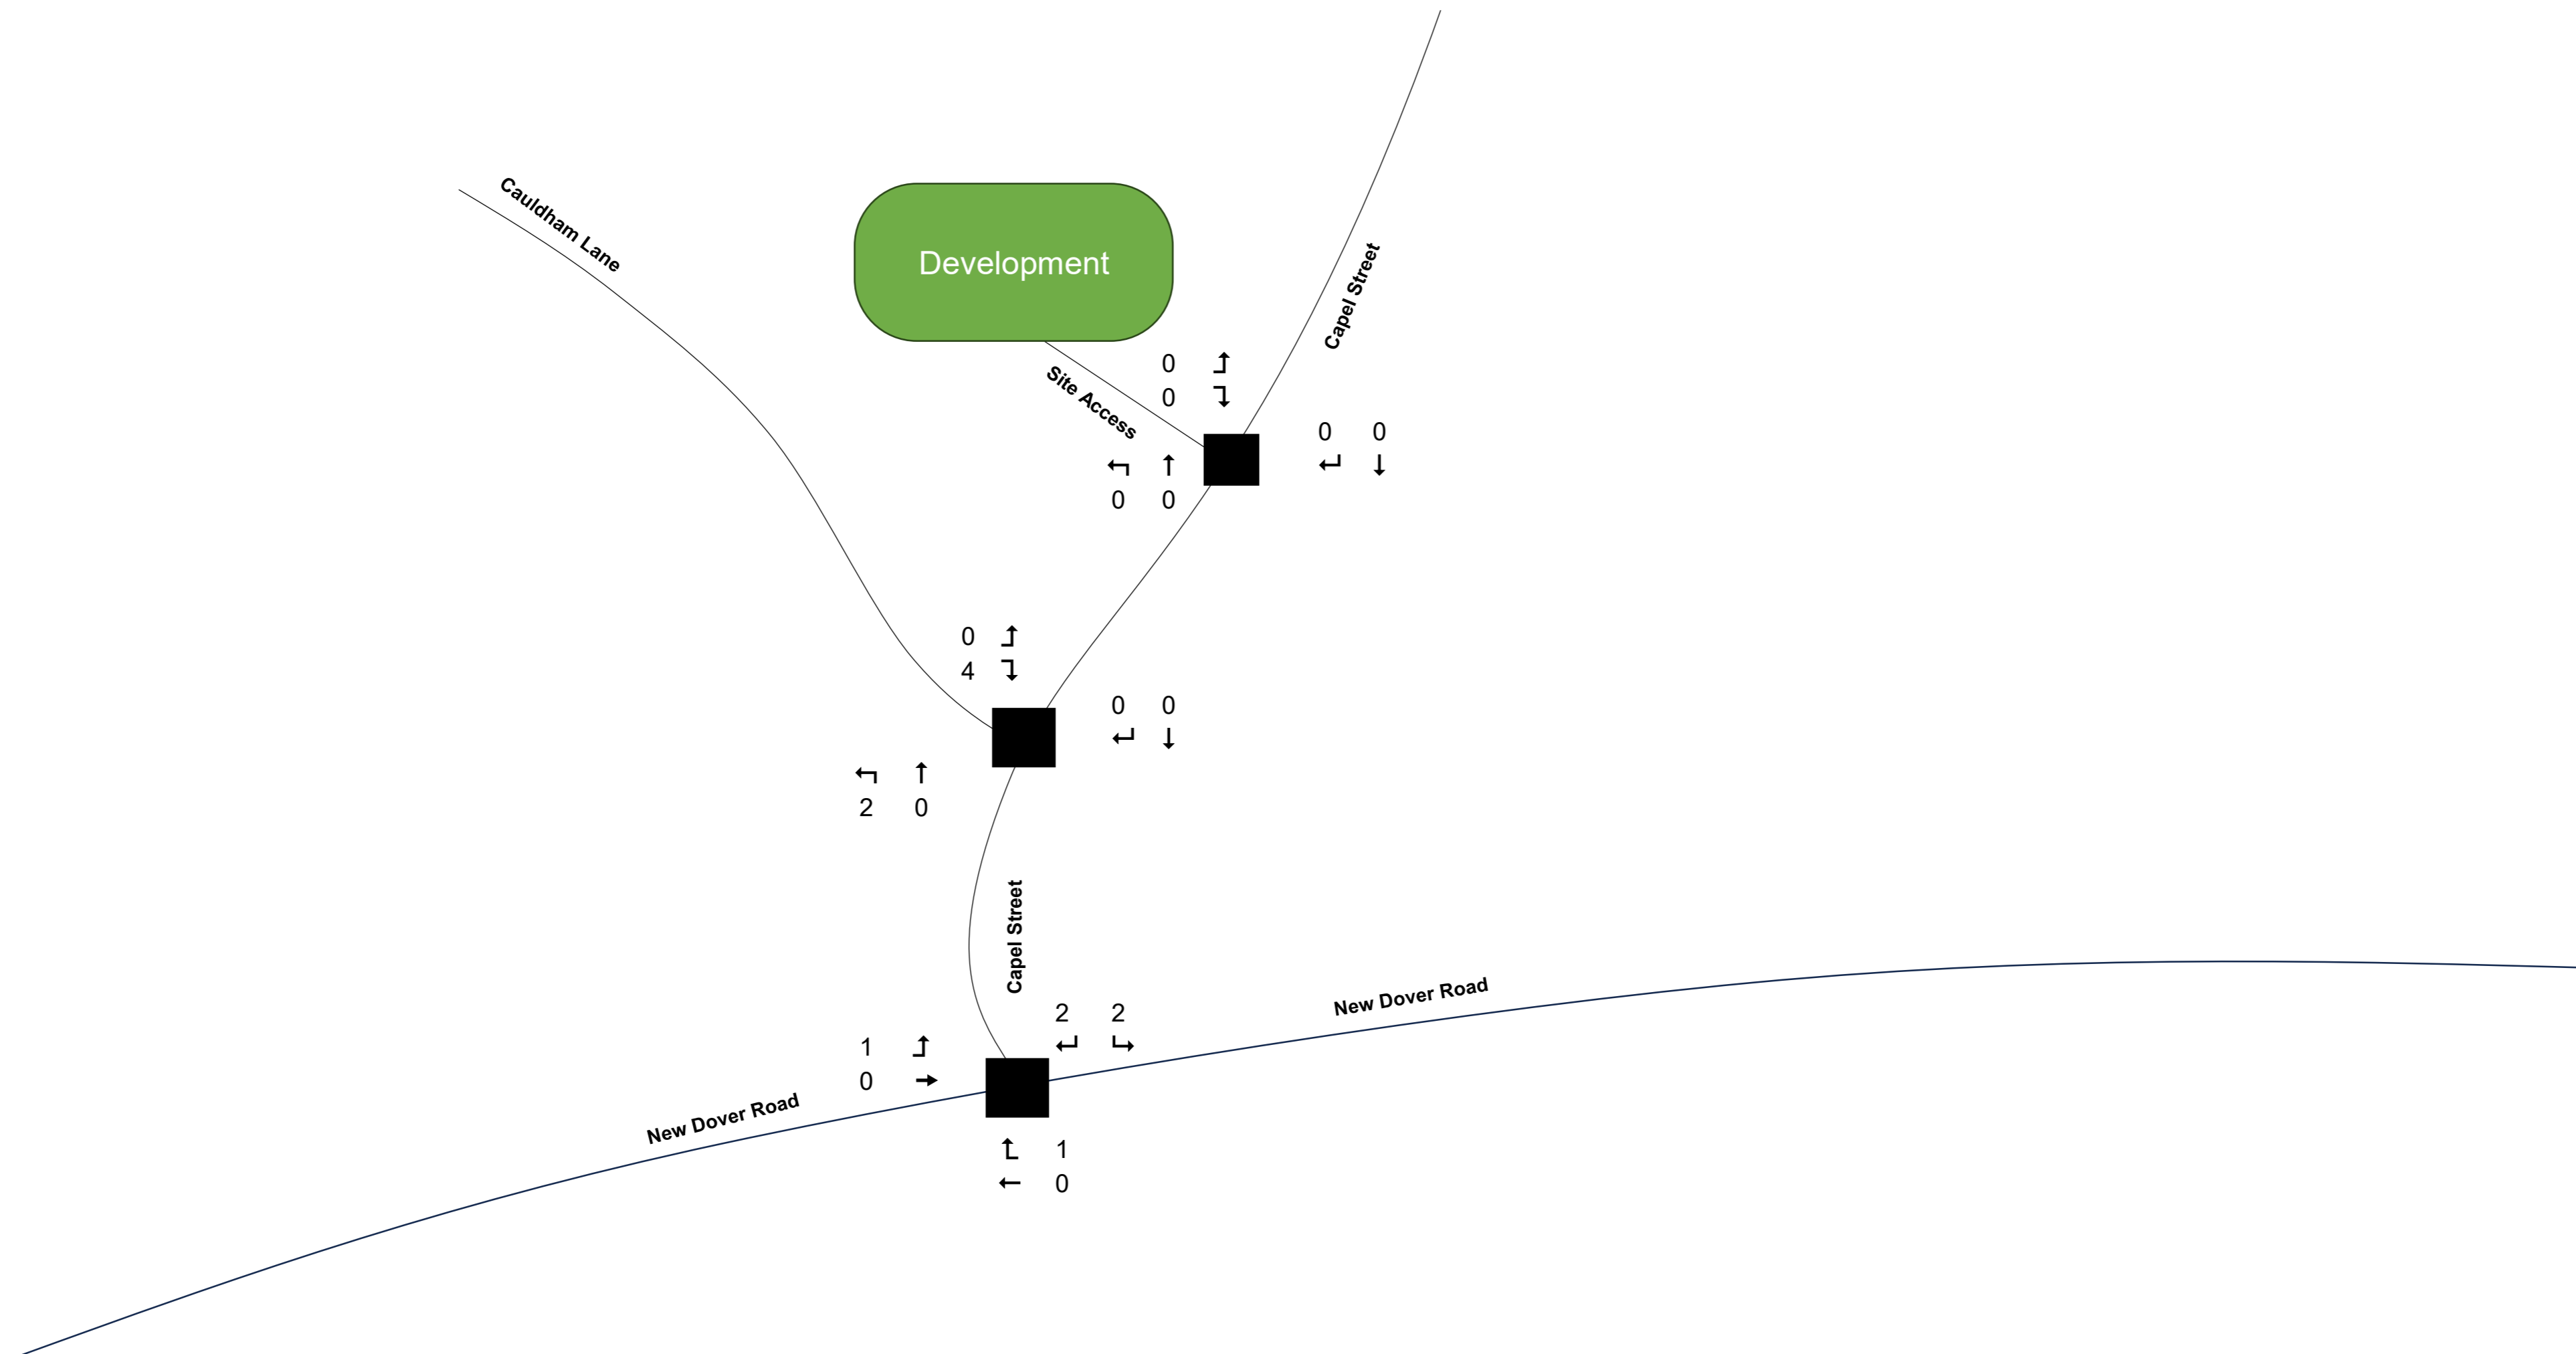 Cauldham Lane
Development
Capel Street
0
0
Site Access
0 0
0 0
0
4
0 0
2 0
Capel Street
New Dover Road
2 2
1
0
New Dover Road
1
0